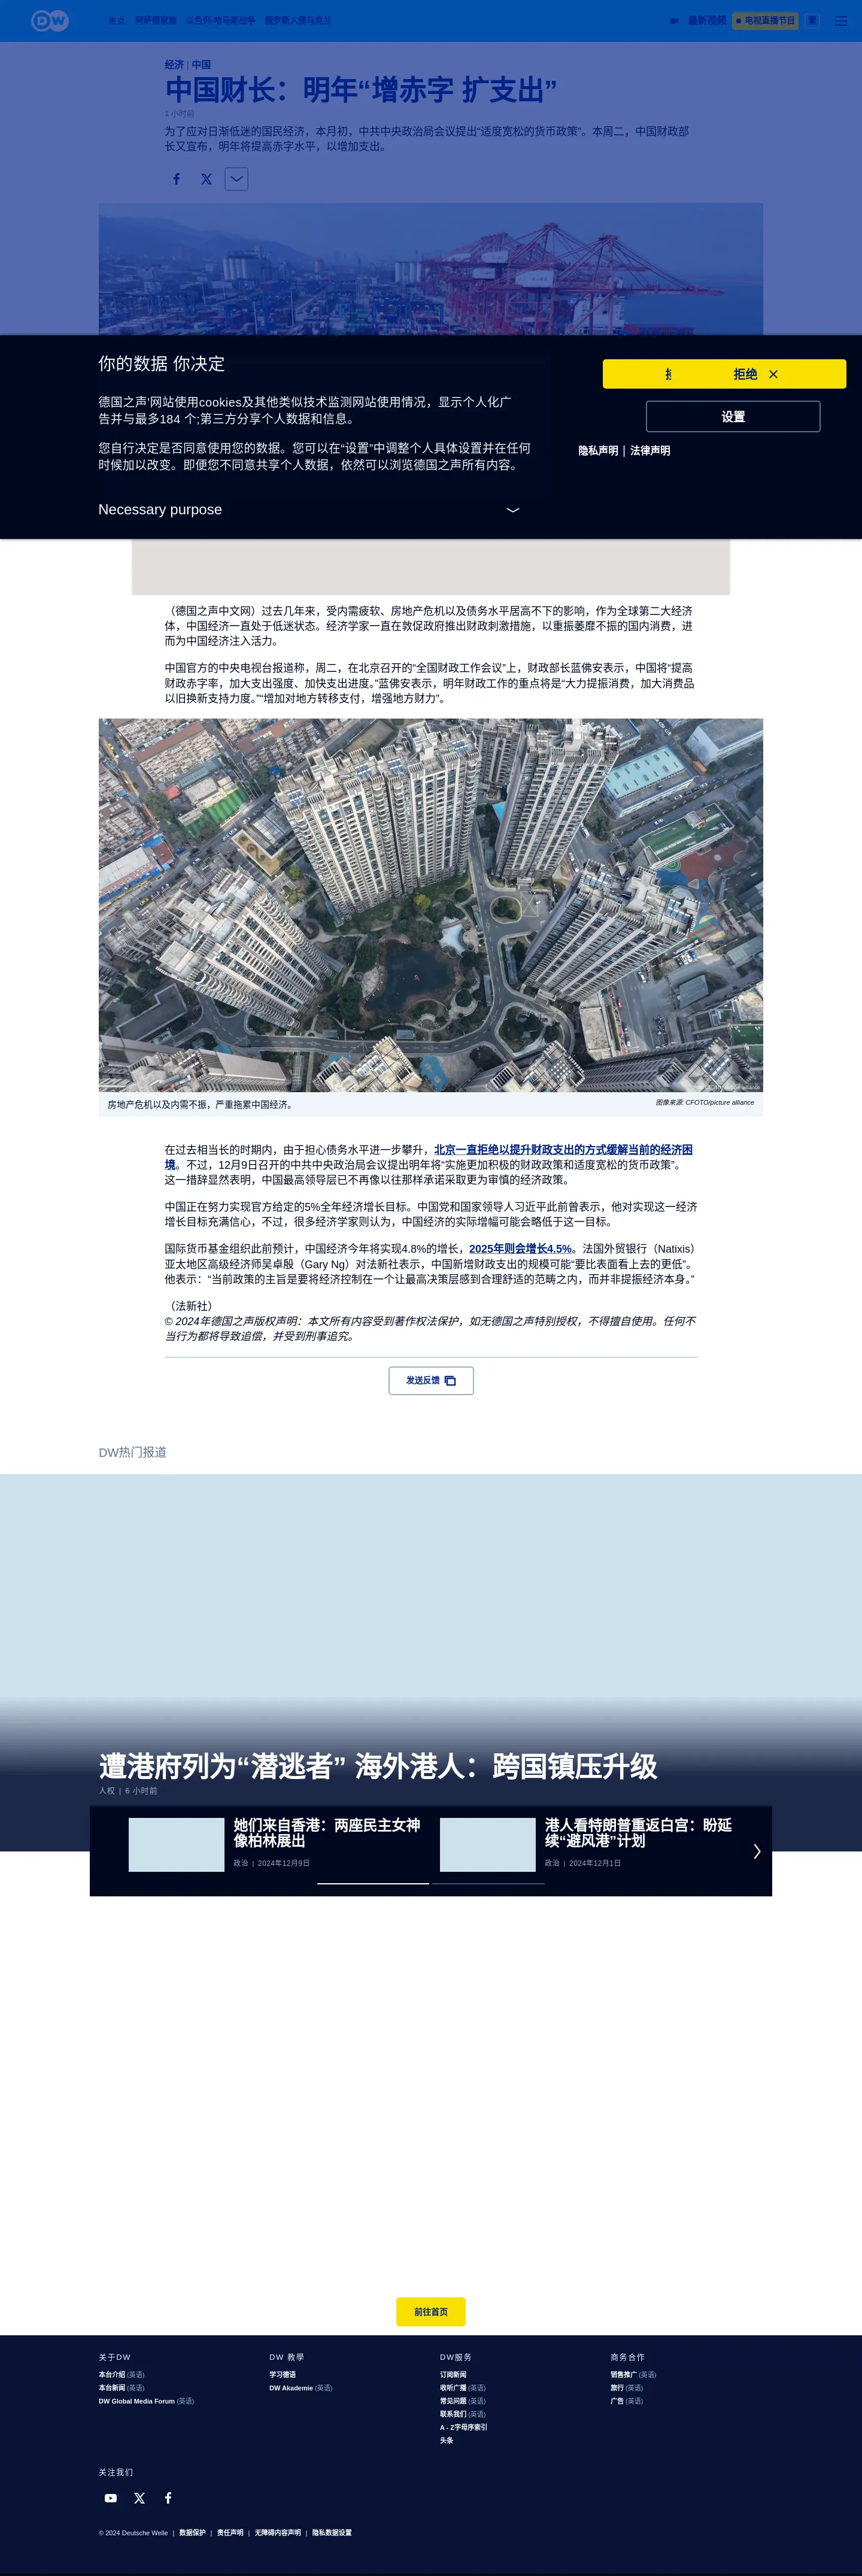 DW
焦点 阿萨德家族 以色列-哈马斯战争 俄罗斯入侵乌克兰 最新视频 电视直播节目 繁
经济 | 中国
中国财长：明年“增赤字 扩支出”
1 小时前
为了应对日渐低迷的国民经济，本月初，中共中央政治局会议提出“适度宽松的货币政策”。本周二，中国财政部
长又宣布，明年将提高赤字水平，以增加支出。
你的数据 你决定
拒绝
德国之声'网站使用cookies及其他类似技术监测网站使用情况，显示个人化广
告并与最多184 个;第三方分享个人数据和信息。
设置
您自行决定是否同意使用您的数据。您可以在“设置”中调整个人具体设置并在任何
时候加以改变。即便您不同意共享个人数据，依然可以浏览德国之声所有内容。
隐私声明 | 法律声明
Necessary purpose
（德国之声中文网）过去几年来，受内需疲软、房地产危机以及债务水平居高不下的影响，作为全球第二大经济
体，中国经济一直处于低迷状态。经济学家一直在敦促政府推出财政刺激措施，以重振萎靡不振的国内消费，进
而为中国经济注入活力。
中国官方的中央电视台报道称，周二，在北京召开的“全国财政工作会议”上，财政部长蓝佛安表示，中国将“提高
财政赤字率，加大支出强度、加快支出进度。”蓝佛安表示，明年财政工作的重点将是“大力提振消费，加大消费品
以旧换新支持力度。”“增加对地方转移支付，增强地方财力”。
房地产危机以及内需不振，严重拖累中国经济。
图像来源: CFOTO/picture alliance
在过去相当长的时期内，由于担心债务水平进一步攀升，北京一直拒绝以提升财政支出的方式缓解当前的经济困
境。不过，12月9日召开的中共中央政治局会议提出明年将“实施更加积极的财政政策和适度宽松的货币政策”。
这一措辞显然表明，中国最高领导层已不再像以往那样承诺采取更为审慎的经济政策。
中国正在努力实现官方给定的5%全年经济增长目标。中国党和国家领导人习近平此前曾表示，他对实现这一经济
增长目标充满信心，不过，很多经济学家则认为，中国经济的实际增幅可能会略低于这一目标。
国际货币基金组织此前预计，中国经济今年将实现4.8%的增长，2025年则会增长4.5%。法国外贸银行（Natixis）
亚太地区高级经济师吴卓殷（Gary Ng）对法新社表示，中国新增财政支出的规模可能“要比表面看上去的更低”。
他表示：“当前政策的主旨是要将经济控制在一个让最高决策层感到合理舒适的范畴之内，而并非提振经济本身。”
（法新社）
© 2024年德国之声版权声明：本文所有内容受到著作权法保护，如无德国之声特别授权，不得擅自使用。任何不
当行为都将导致追偿，并受到刑事追究。
发送反馈
DW热门报道
遭港府列为“潜逃者” 海外港人：跨国镇压升级
人权 | 6 小时前
她们来自香港：两座民主女神
像柏林展出
政治 | 2024年12月9日
港人看特朗普重返白宫：盼延
续“避风港”计划
政治 | 2024年12月1日
前往首页
关于DW
本台介绍 (英语)
本台新闻 (英语)
DW Global Media Forum (英语)
DW 教學
学习德语
DW Akademie (英语)
DW服务
订阅新闻
收听广播 (英语)
常见问题 (英语)
联系我们 (英语)
A - Z字母序索引
头条
商务合作
销售推广 (英语)
旅行 (英语)
广告 (英语)
关注我们
© 2024 Deutsche Welle | 数据保护 | 责任声明 | 无障碍内容声明 | 隐私数据设置